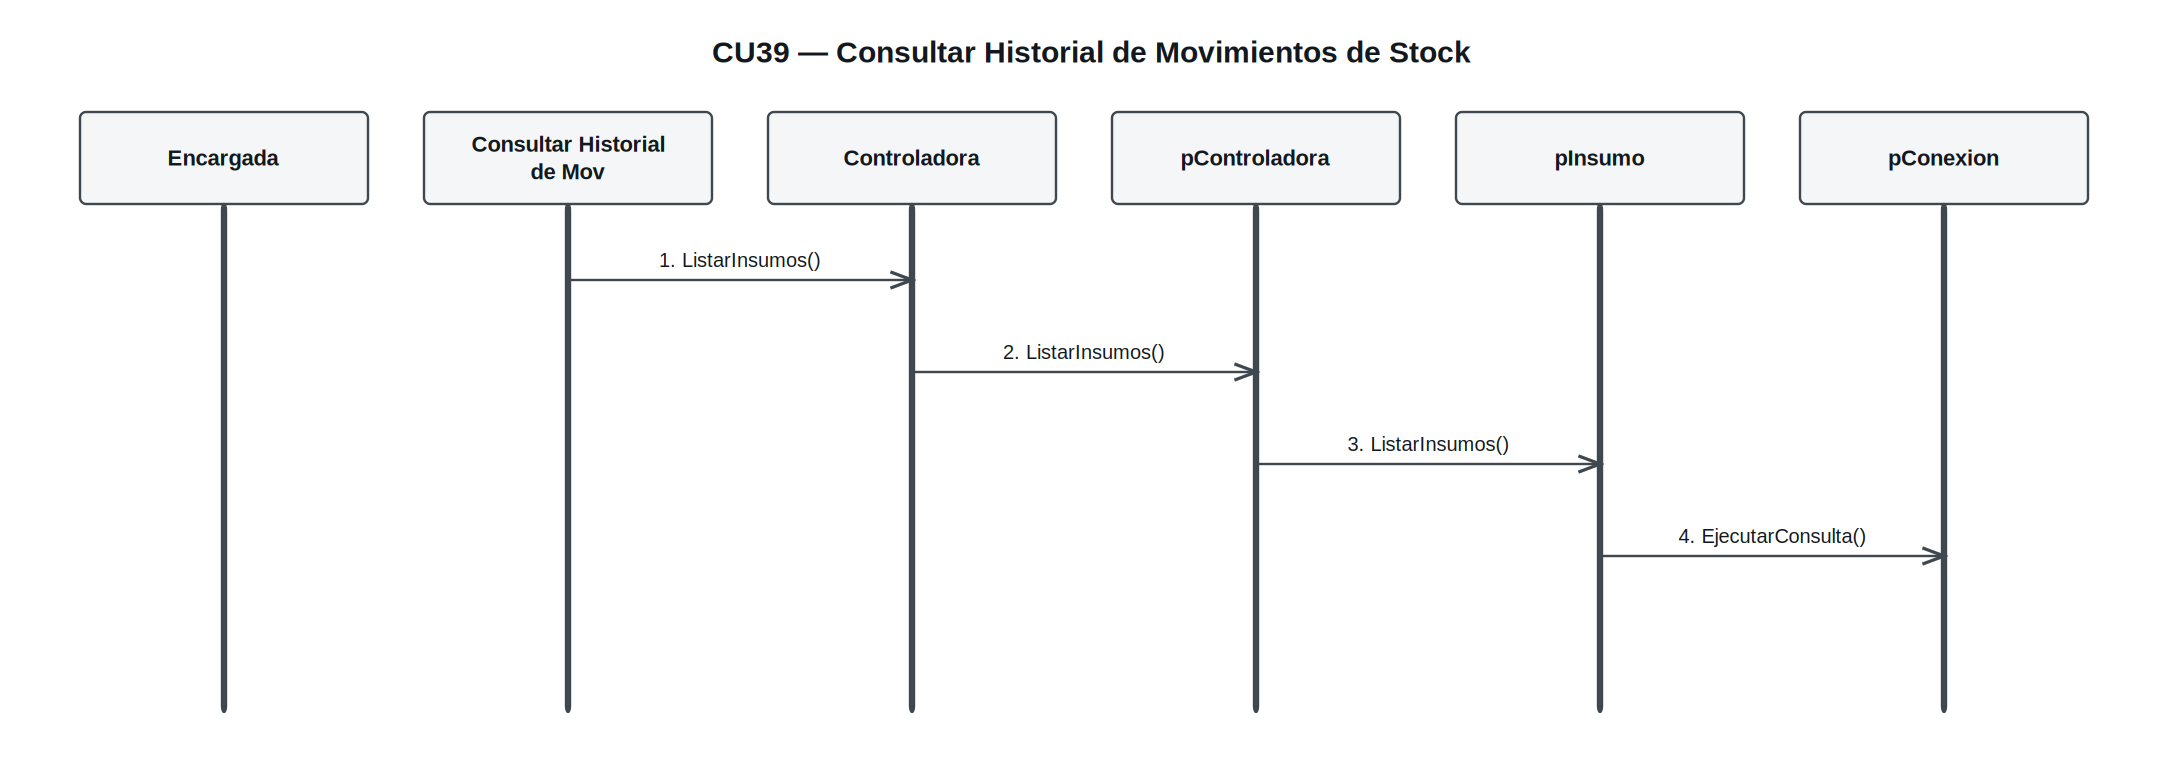 CU39 — Consultar Historial de Movimientos de Stock
Encargada
Consultar Historial
de Mov
Controladora
pControladora
pInsumo
pConexion
1. ListarInsumos()
2. ListarInsumos()
3. ListarInsumos()
4. EjecutarConsulta()